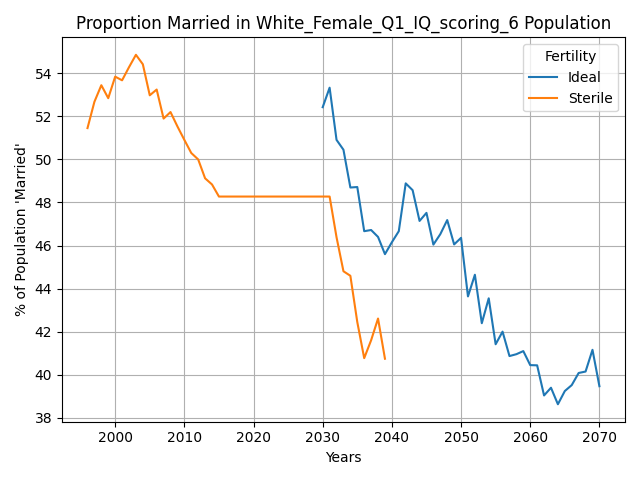 Proportion Married in White_Female_Q1_IQ_scoring_6 Population
% of Population 'Married'
54
52
50
48
46
44
42
40
38
Fertility
Ideal
Sterile
2000 2010 2020 2030 2040 2050 2060 2070
Years